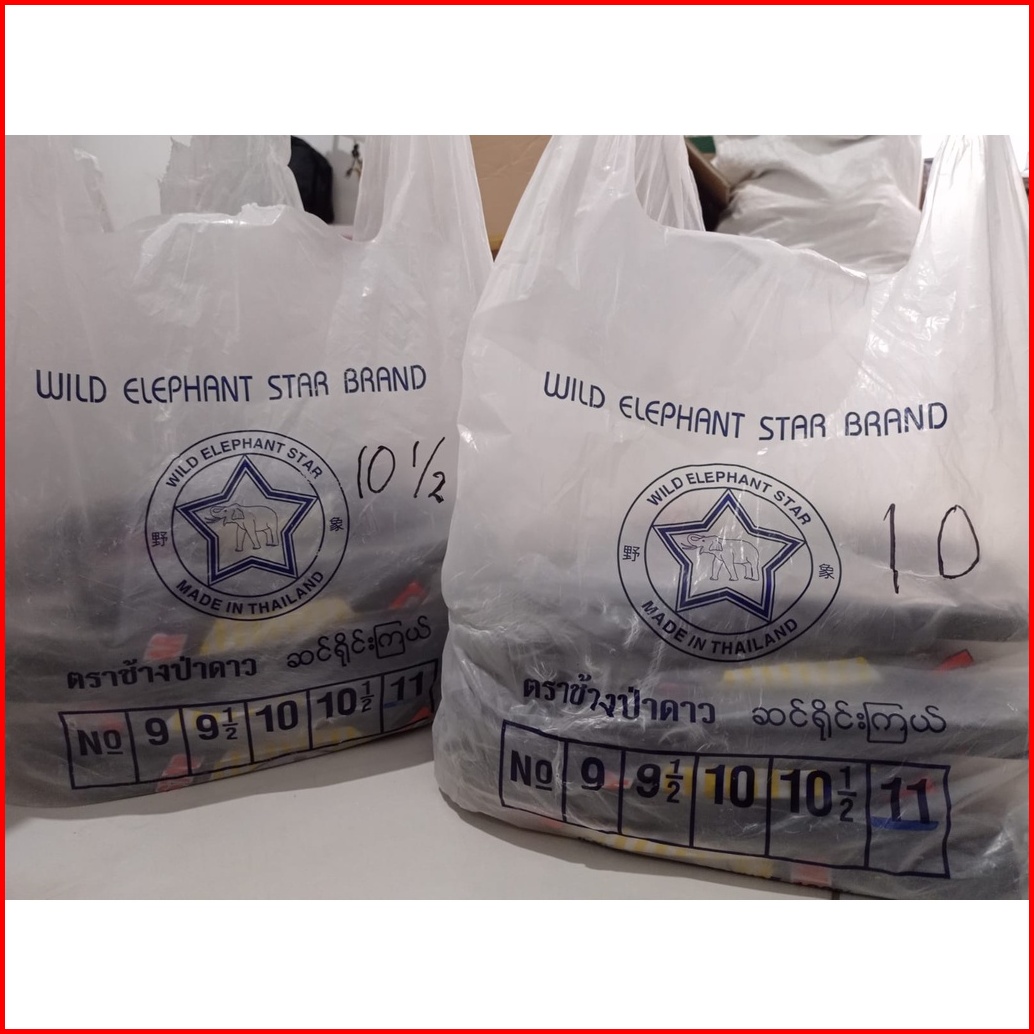 WILD ELEPHANT STAR BRAND
WILD ELEPHANT STAR
10 1/2
野 象
MADE IN THAILAND
ตราช้างป่าดาว ဆင်ရိုင်းကြယ်
No 9 9 1/2 10 10 1/2 11
WILD ELEPHANT STAR BRAND
WILD ELEPHANT STAR
10
野 象
MADE IN THAILAND
ตราช้างป่าดาว ဆင်ရိုင်းကြယ်
No 9 9 1/2 10 10 1/2 11